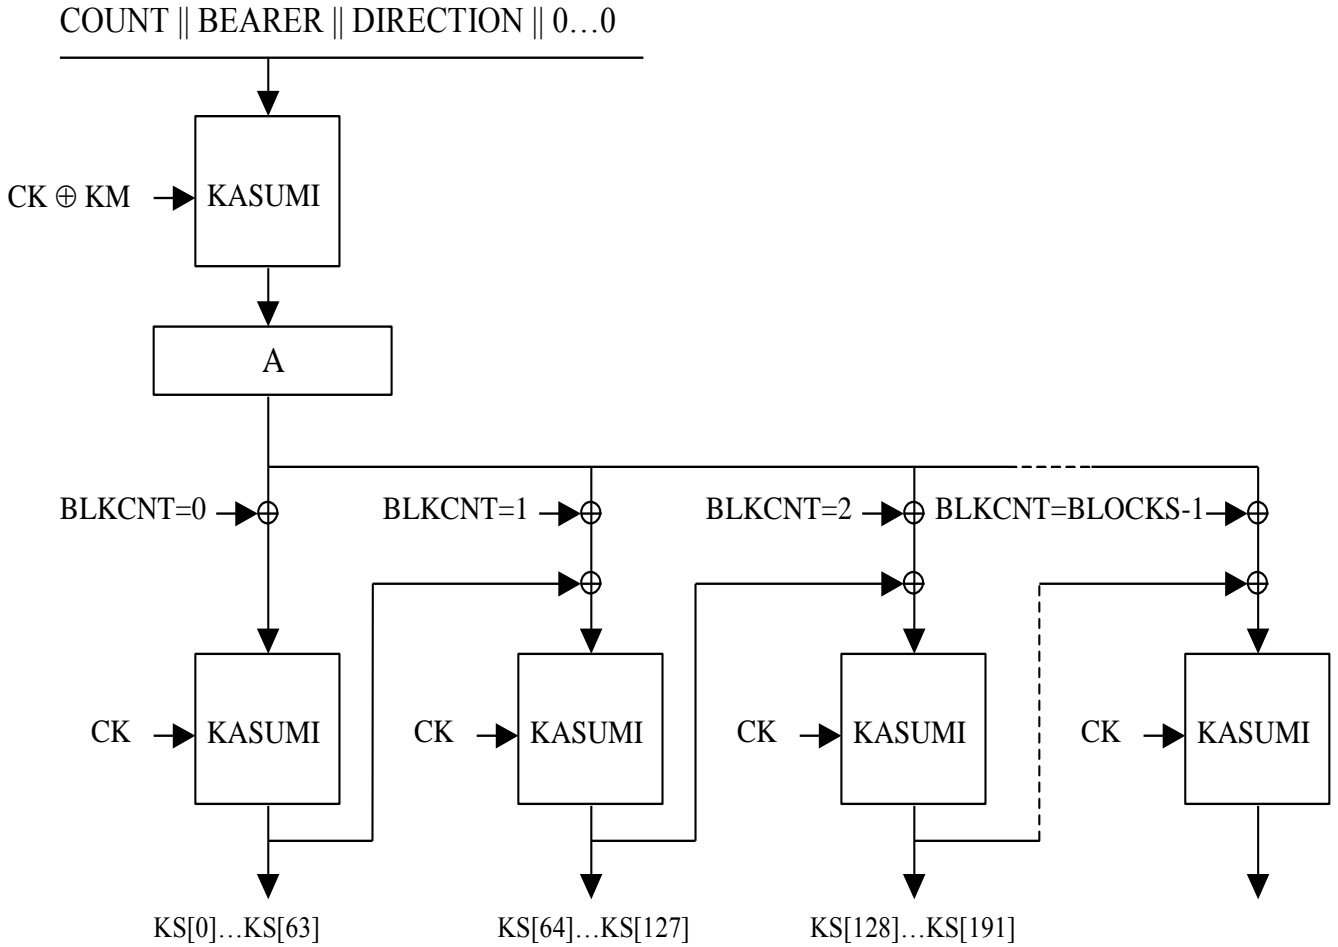 COUNT || BEARER || DIRECTION || 0…0
CK ⊕ KM
KASUMI
A
BLKCNT=0
BLKCNT=1
BLKCNT=2
BLKCNT=BLOCKS-1
CK
KASUMI
CK
KASUMI
CK
KASUMI
CK
KASUMI
KS[0]…KS[63]
KS[64]…KS[127]
KS[128]…KS[191]